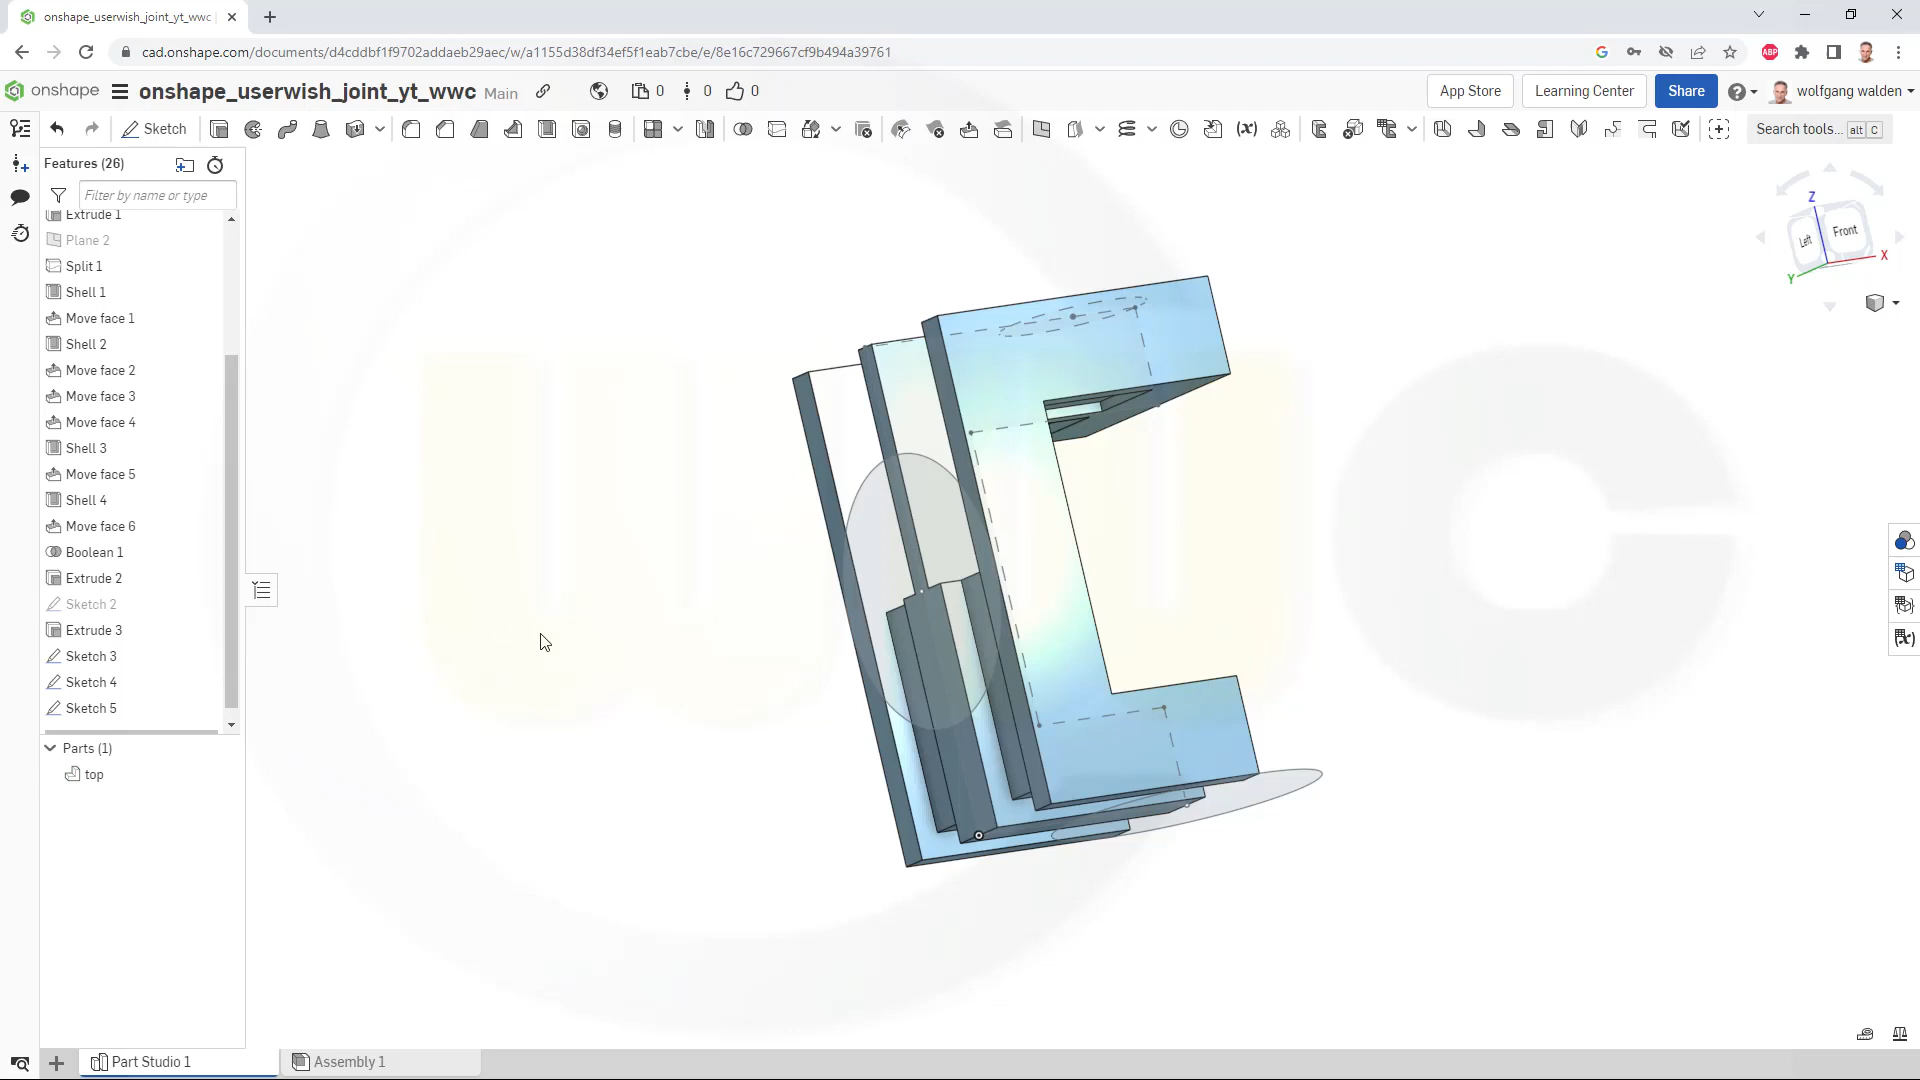 onshape_userwish_joint_yt_wwc
cad.onshape.com/documents/d4cddbf1f9702addaeb29aec/w/a1155d38df34ef5f1eab7cbe/e/8e16c729667cf9b494a39761
ABP
onshape
onshape_userwish_joint_yt_wwc Main
0 0 0
App Store
Learning Center
Share
wolfgang walden
Sketch
Search tools... alt C
Features (26)
Filter by name or type
Extrude 1
Plane 2
Split 1
Shell 1
Move face 1
Shell 2
Move face 2
Move face 3
Move face 4
Shell 3
Move face 5
Shell 4
Move face 6
Boolean 1
Extrude 2
Sketch 2
Extrude 3
Sketch 3
Sketch 4
Sketch 5
Parts (1)
top
Z
Left
Front
X
Y
Part Studio 1
Assembly 1